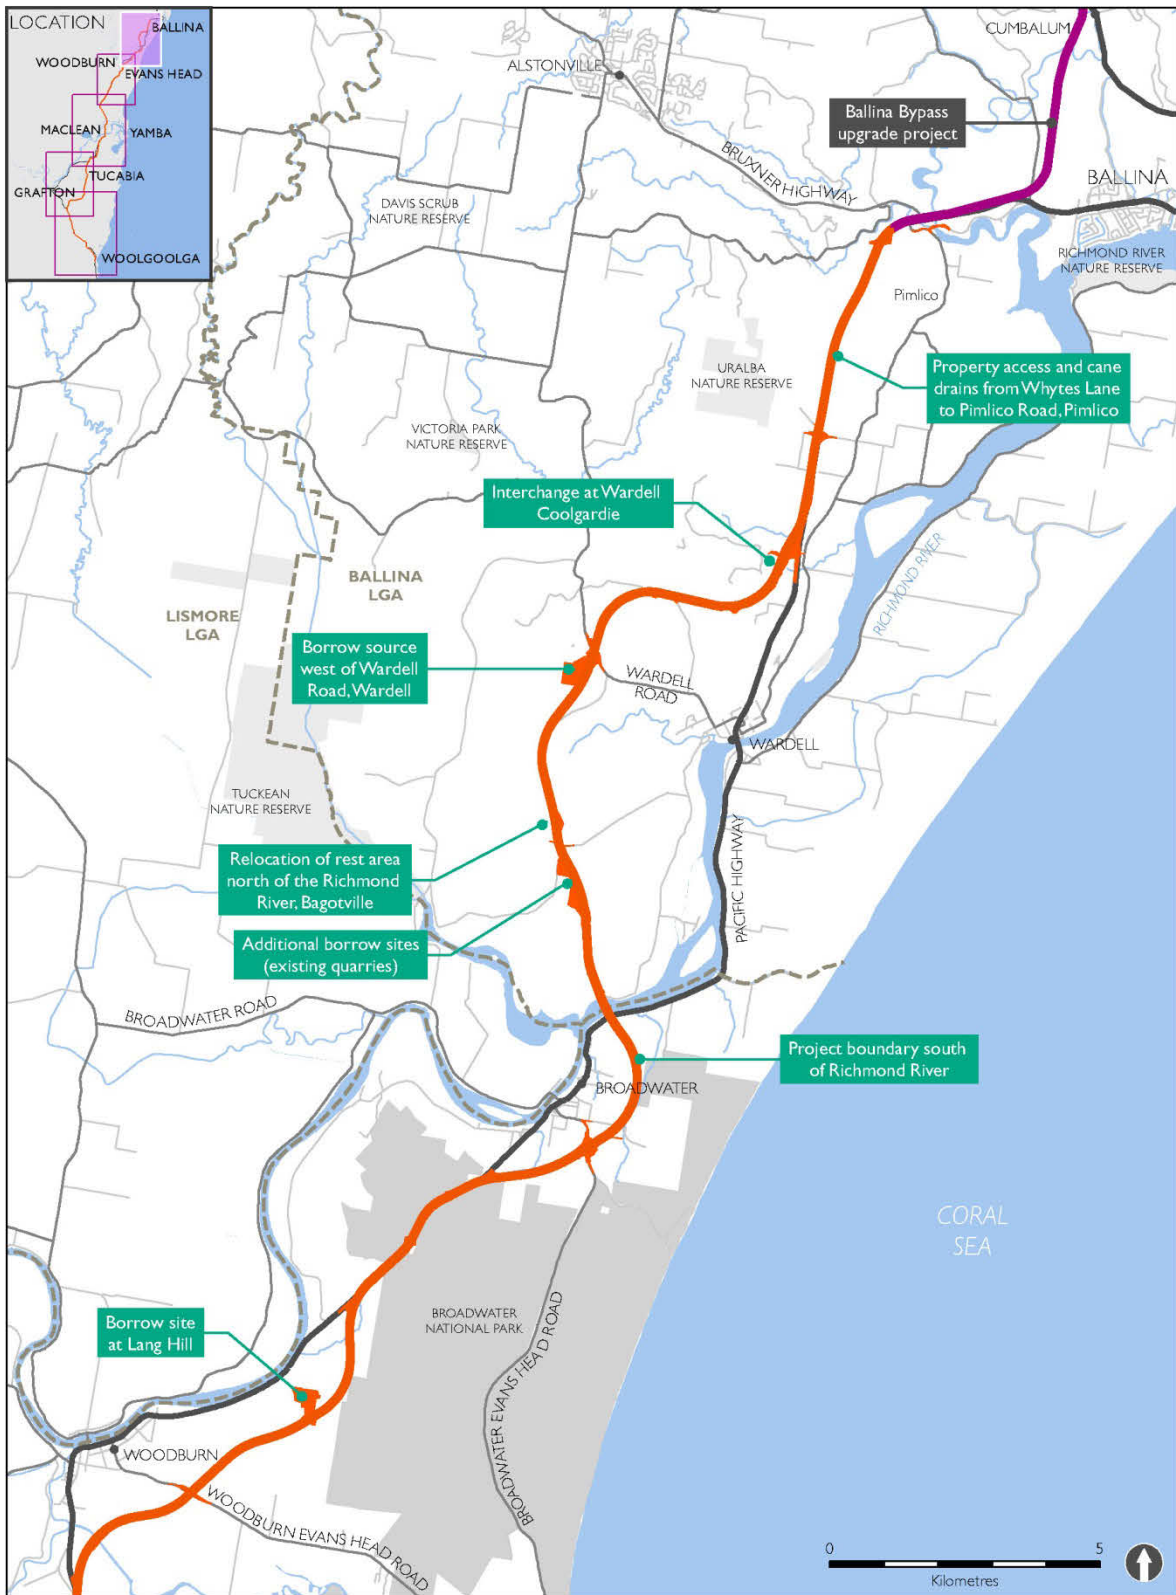 LOCATION
BALLINA
WOODBURN
EVANS HEAD
MACLEAN
YAMBA
TUCABIA
GRAFTON
WOOLGOOLGA
CUMBALUM
ALSTONVILLE
Ballina Bypass
upgrade project
BRUXNER HIGHWAY
BALLINA
DAVIS SCRUB
NATURE RESERVE
RICHMOND RIVER
NATURE RESERVE
Pimlico
URALBA
NATURE RESERVE
Property access and cane
drains from Whytes Lane
to Pimlico Road, Pimlico
VICTORIA PARK
NATURE RESERVE
Interchange at Wardell
Coolgardie
RICHMOND RIVER
BALLINA
LGA
LISMORE
LGA
Borrow source
west of Wardell
Road, Wardell
WARDELL
ROAD
WARDELL
TUCKEAN
NATURE RESERVE
PACIFIC HIGHWAY
Relocation of rest area
north of the Richmond
River, Bagotville
Additional borrow sites
(existing quarries)
BROADWATER ROAD
Project boundary south
of Richmond River
BROADWATER
CORAL
SEA
BROADWATER
NATIONAL PARK
BROADWATER EVANS HEAD ROAD
Borrow site
at Lang Hill
WOODBURN
WOODBURN EVANS HEAD ROAD
0
5
Kilometres